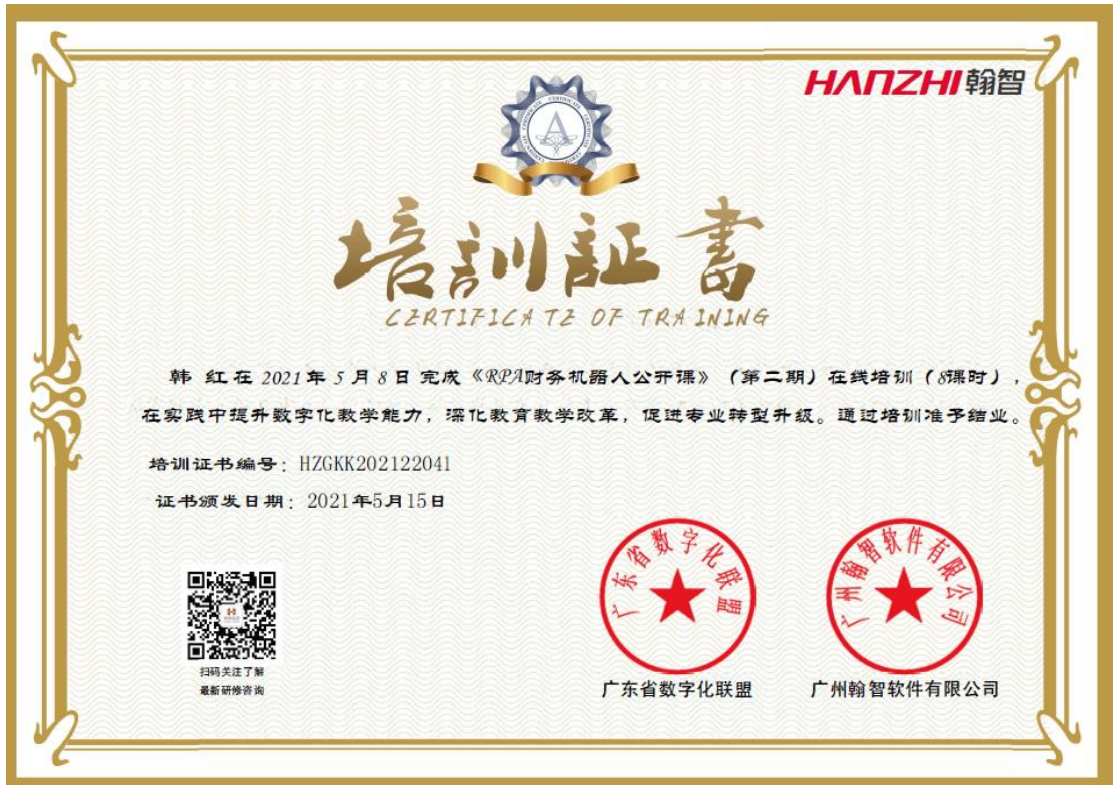 HANZHI 翰智
培訓証書
CERTIFICATE OF TRAINING
韩 红在 2021年 5 月 8 日 完成《RPA财务机器人公开课》（第二期）在线培训（8课时），
在实践中提升数字化教学能力，深化教育教学改革，促进专业转型升级。通过培训准予结业。
培训证书编号：HZGKK202122041
证书颁发日期：2021年5月15日
扫码关注了解
最新研修咨询
广东省数字化联盟
广州翰智软件有限公司
广东省数字化联盟
广州翰智软件有限公司